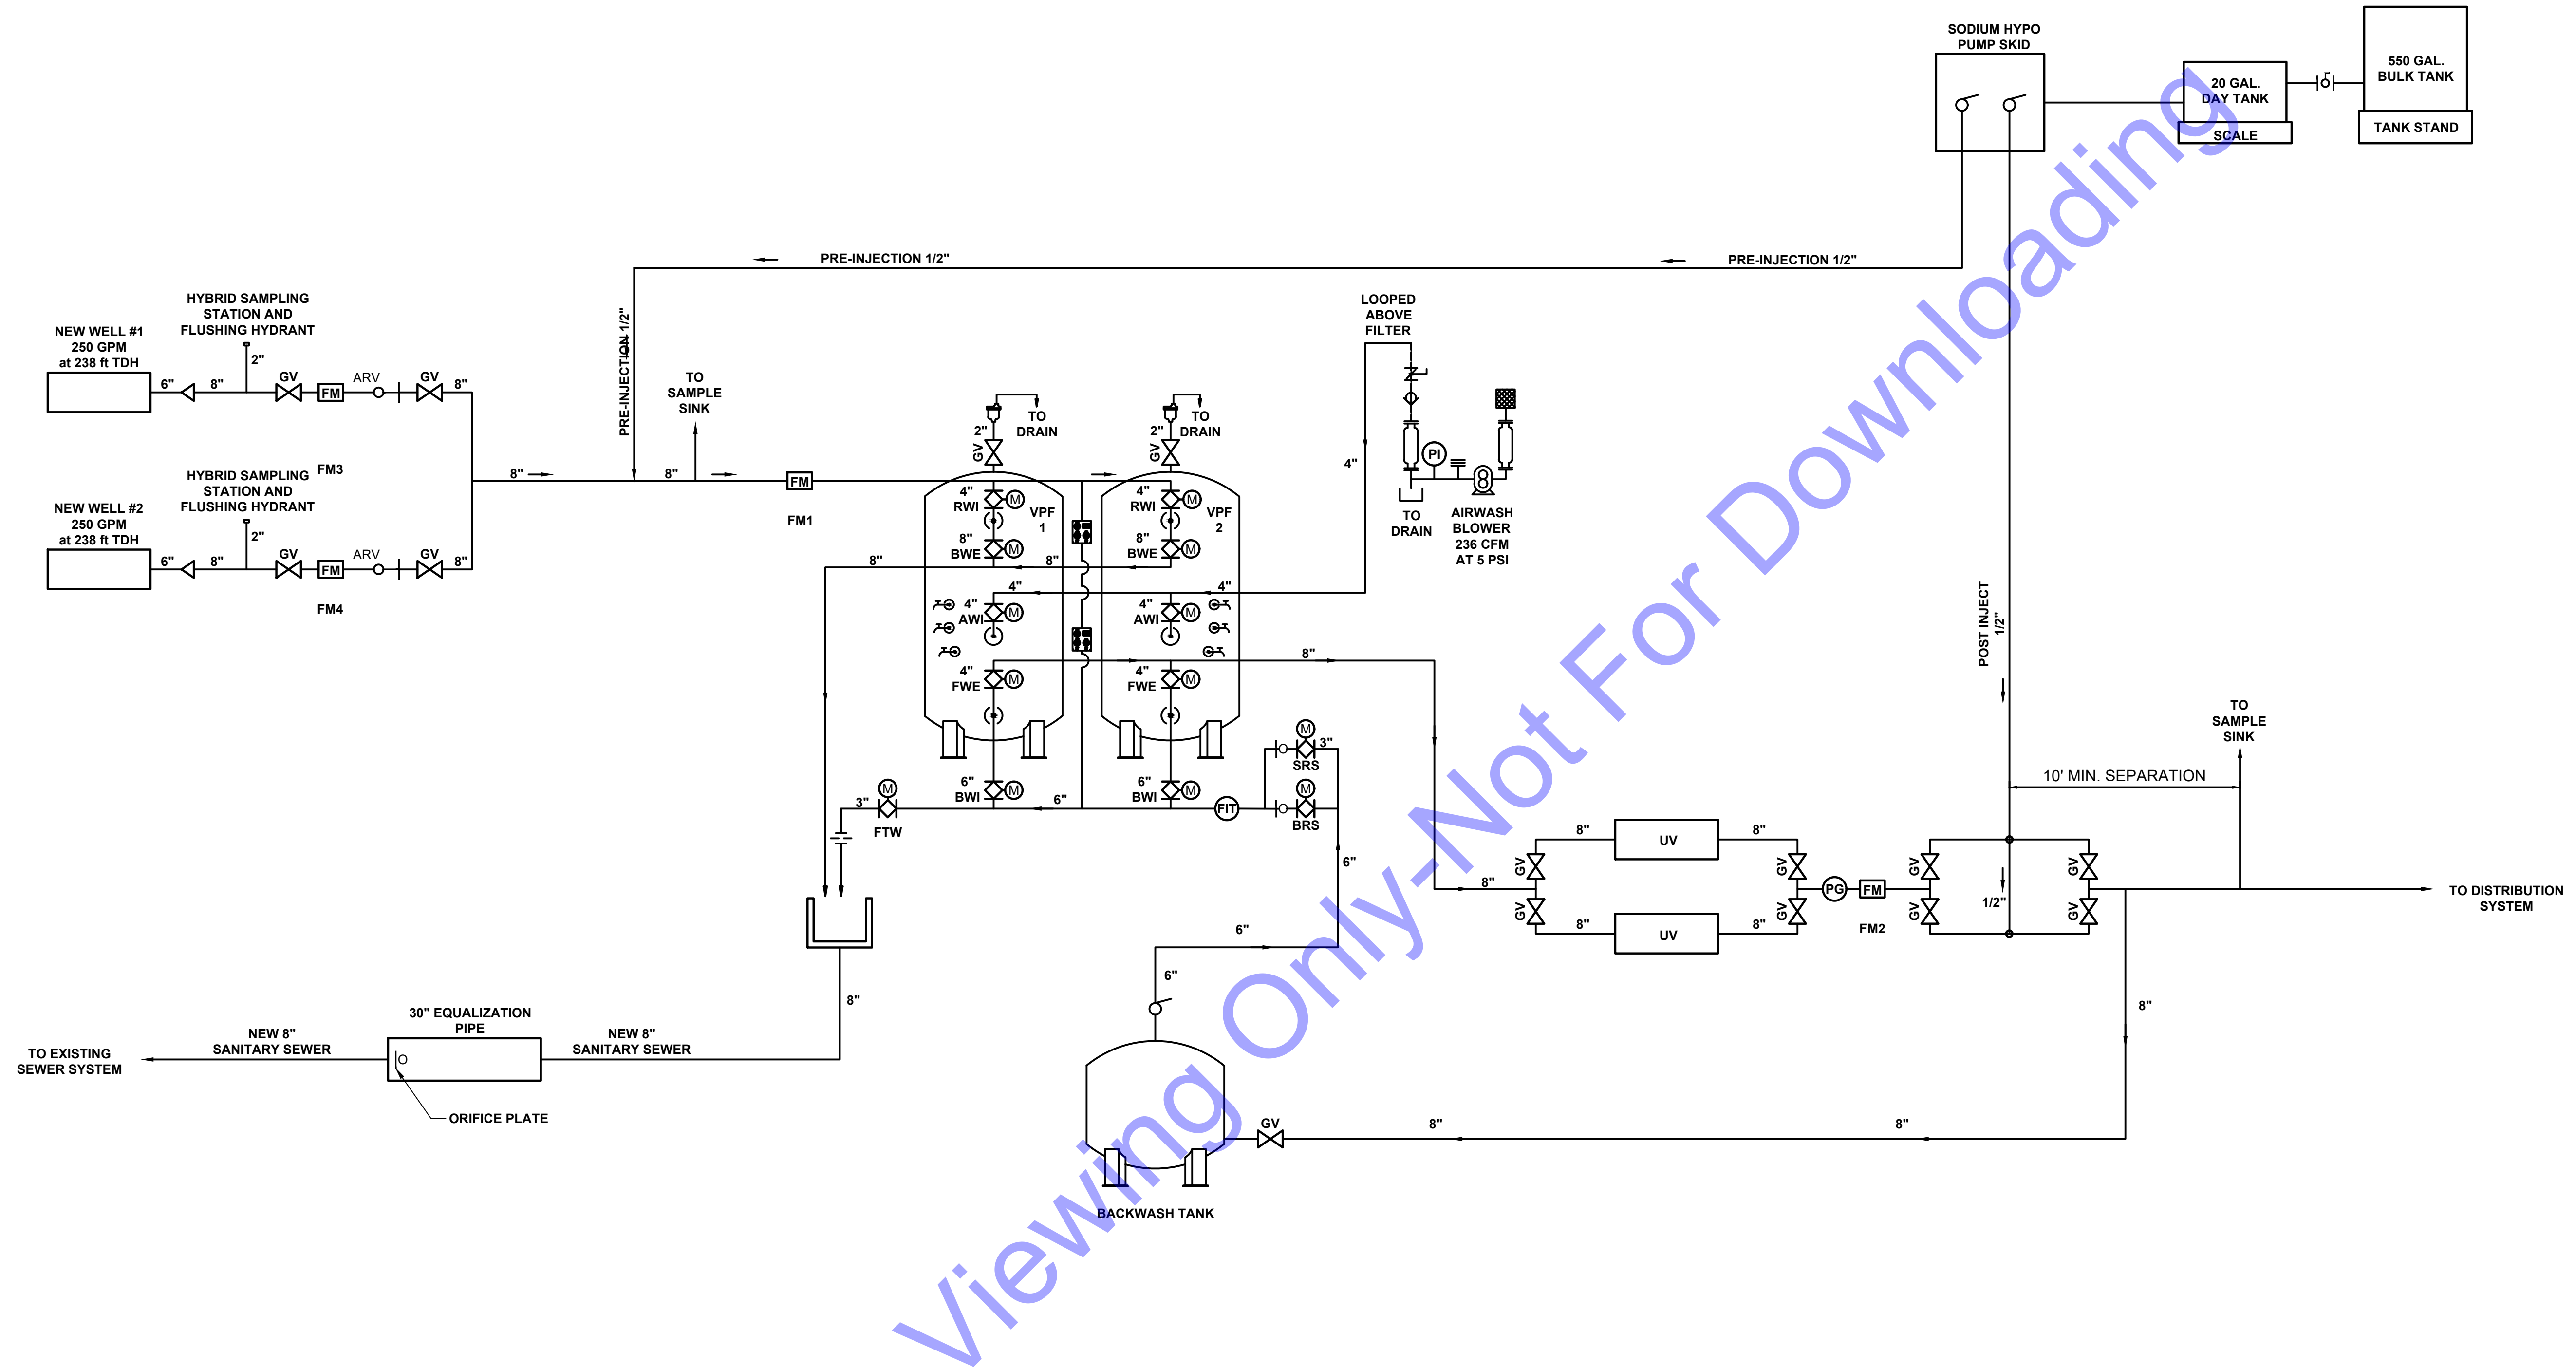 SODIUM HYPO
PUMP SKID
20 GAL.
DAY TANK
SCALE
550 GAL.
BULK TANK
TANK STAND
PRE-INJECTION 1/2"
PRE-INJECTION 1/2"
PRE-INJECTION 1/2"
HYBRID SAMPLING
STATION AND
FLUSHING HYDRANT
NEW WELL #1
250 GPM
at 238 ft TDH
6"
8"
2"
GV
FM
ARV
GV
8"
FM3
HYBRID SAMPLING
STATION AND
FLUSHING HYDRANT
NEW WELL #2
250 GPM
at 238 ft TDH
6"
8"
2"
GV
FM
ARV
GV
8"
FM4
8"
8"
TO
SAMPLE
SINK
FM
FM1
2"
GV
TO
DRAIN
2"
GV
TO
DRAIN
4"
RWI
M
VPF
1
8"
BWE
M
4"
RWI
M
VPF
2
8"
BWE
M
8"
8"
4"
4"
4"
AWI
M
4"
AWI
M
4"
FWE
M
4"
FWE
M
8"
LOOPED
ABOVE
FILTER
4"
PI
TO
DRAIN
AIRWASH
BLOWER
236 CFM
AT 5 PSI
6"
BWI
M
6"
BWI
M
6"
3"
M
FTW
FIT
M
3"
SRS
M
BRS
6"
6"
6"
8"
BACKWASH TANK
GV
8"
8"
8"
30" EQUALIZATION
PIPE
NEW 8"
SANITARY SEWER
NEW 8"
SANITARY SEWER
TO EXISTING
SEWER SYSTEM
ORIFICE PLATE
8"
8"
UV
8"
GV
GV
GV
GV
8"
UV
8"
PG
FM
FM2
GV
GV
GV
GV
1/2"
POST INJECT
1/2"
10' MIN. SEPARATION
TO
SAMPLE
SINK
TO DISTRIBUTION
SYSTEM
Viewing Only-Not For Downloading